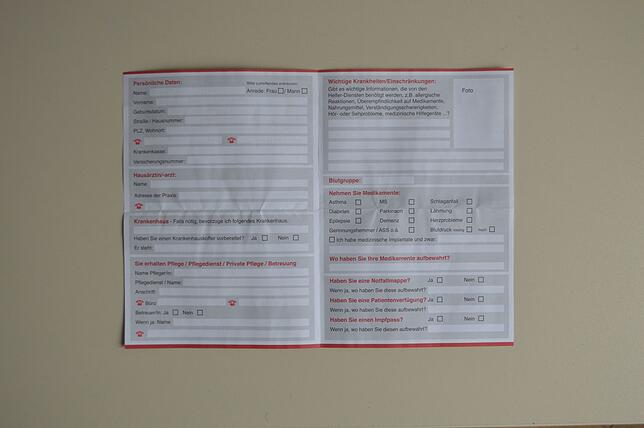 Persönliche Daten:
Bitte zutreffendes ankreuzen:
Anrede: Frau / Mann
Name:
Vorname:
Geburtsdatum:
Straße / Hausnummer:
PLZ, Wohnort:
Krankenkasse:
Versicherungsnummer:
Hausärztin/-arzt:
Name
Adresse der Praxis:
Krankenhaus - Falls nötig, bevorzuge ich folgendes Krankenhaus:
Haben Sie einen Krankenhauskoffer vorbereitet? Ja Nein
Er steht:
Sie erhalten Pflege / Pflegedienst / Private Pflege / Betreuung
Name Pfleger/in:
Pflegedienst / Name:
Anschrift:
Büro
Betreuer/in: Ja Nein
Wenn ja: Name
Wichtige Krankheiten/Einschränkungen:
Gibt es wichtige Informationen, die von den
Helfer-Diensten benötigt werden, z.B. allergische
Reaktionen, Überempfindlichkeit auf Medikamente,
Nahrungsmittel, Verständigungsschwierigkeiten,
Hör- oder Sehprobleme, medizinische Hilfsgeräte ...?
Foto
Blutgruppe:
Nehmen Sie Medikamente:
Asthma MS Schlaganfall
Diabetes Parkinson Lähmung
Epilepsie Demenz Herzprobleme
Gerinnungshemmer / ASS o.ä. Blutdruck niedrig hoch
Ich habe medizinische Implantate und zwar:
Wo haben Sie Ihre Medikamente aufbewahrt?
Haben Sie eine Notfallmappe? Ja Nein
Wenn ja, wo haben Sie diese aufbewahrt?
Haben Sie eine Patientenverfügung? Ja Nein
Wenn ja, wo haben Sie diese aufbewahrt?
Haben Sie einen Impfpass? Ja Nein
Wenn ja, wo haben Sie diesen aufbewahrt?